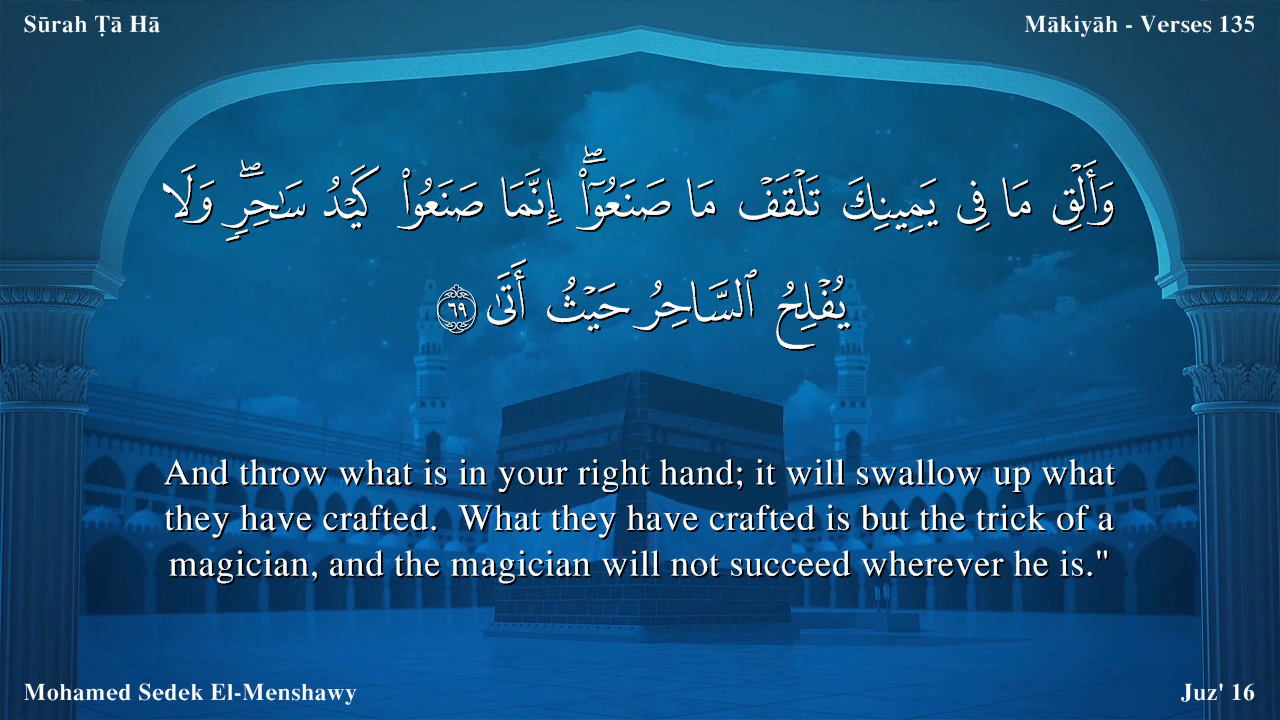 Sūrah Ṭā Hā
Mākiyāh - Verses 135
وَأَلْقِ مَا فِي يَمِينِكَ تَلْقَفْ مَا صَنَعُوٓا۟ ۖ إِنَّمَا صَنَعُوا۟ كَيْدُ سَـٰحِرٍ ۖ وَلَا
يُفْلِحُ ٱلسَّاحِرُ حَيْثُ أَتَىٰ ٦٩
And throw what is in your right hand; it will swallow up what
they have crafted. What they have crafted is but the trick of a
magician, and the magician will not succeed wherever he is."
Mohamed Sedek El-Menshawy
Juz' 16